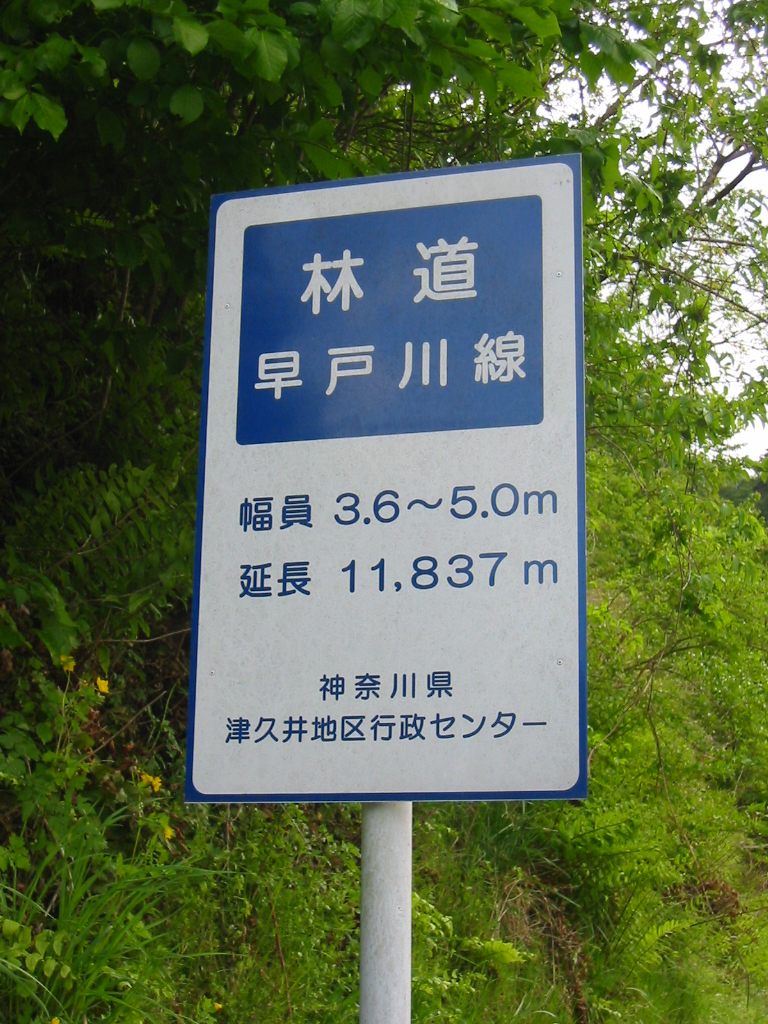 林道
早戸川線
幅員 3.6～5.0m
延長 11,837m
神奈川県
津久井地区行政センター